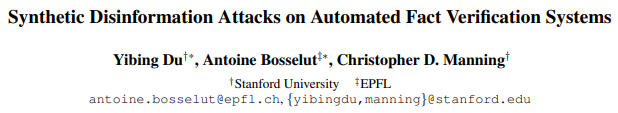 Synthetic Disinformation Attacks on Automated Fact Verification Systems
Yibing Du†*, Antoine Bosselut‡*, Christopher D. Manning†
†Stanford University ‡EPFL
antoine.bosselut@epfl.ch, {yibingdu,manning}@stanford.edu